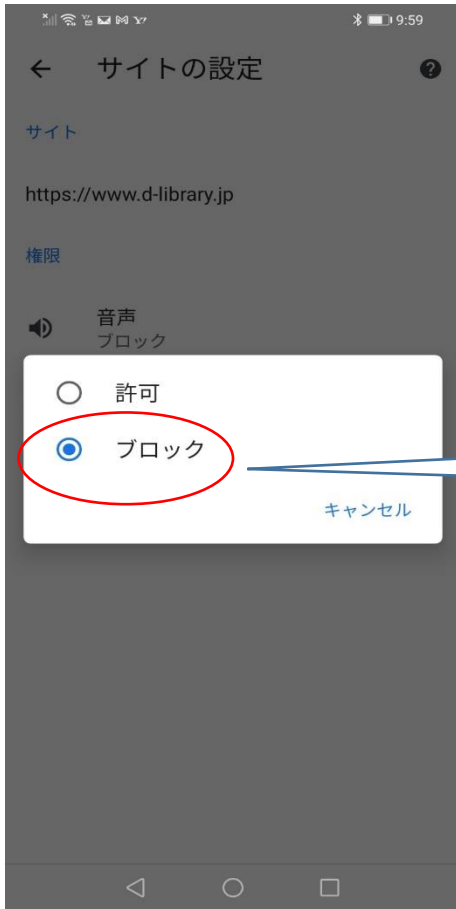 9:59
サイトの設定
サイト
https://www.d-library.jp
権限
音声
ブロック
許可
ブロック
キャンセル